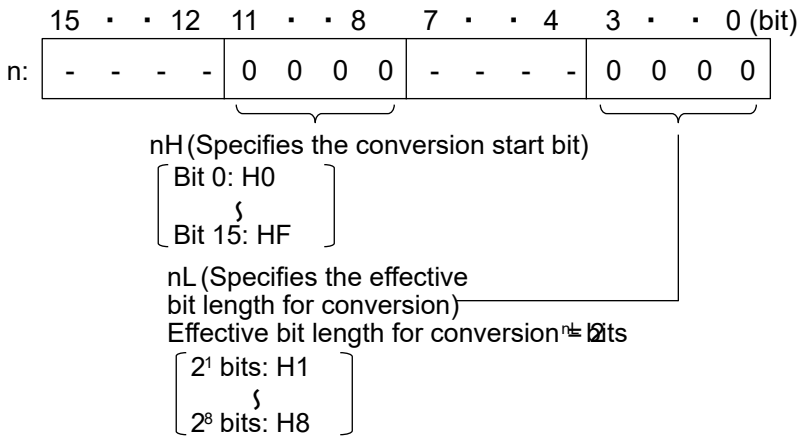 15 · · 12 11 · · 8 7 · · 4 3 · · 0 (bit)
n: - - - - 0 0 0 0 - - - - 0 0 0 0
nH (Specifies the conversion start bit)
Bit 0: H0
Bit 15: HF
nL (Specifies the effective
bit length for conversion)
Effective bit length for conversion
2¹ bits: H1
2⁸ bits: H8